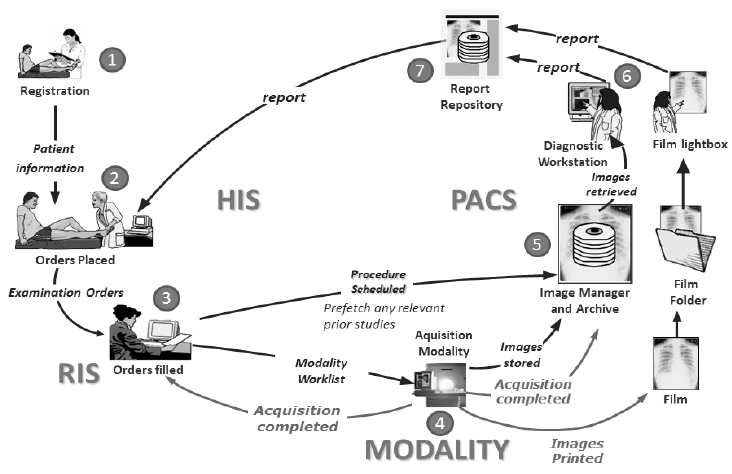 1
Registration
Patient
information
2
Orders Placed
Examination Orders
3
Orders filled
RIS
HIS
report
7
Report
Repository
report
report
6
Diagnostic
Workstation
Film lightbox
PACS
Images
retrieved
5
Image Manager
and Archive
Film
Folder
Film
Procedure
Scheduled
Prefetch any relevant
prior studies
Modality
Worklist
Aquisition
Modality
Images
stored
Acquisition
completed
Acquisition
completed
4
MODALITY
Images
Printed